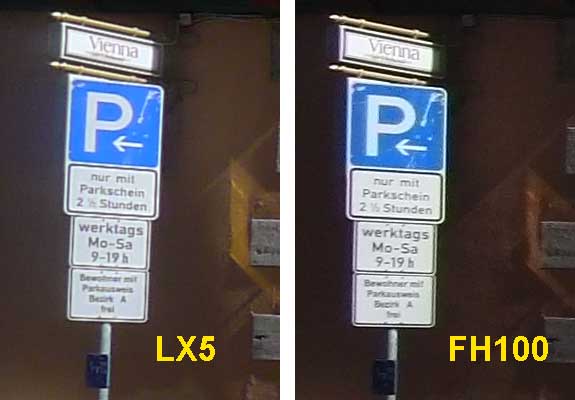 Vienna
P
nur mit
Parkschein
2 ½ Stunden
werktags
Mo-Sa
9-19 h
Bewohner mit
Parkausweis
Bezirk A
frei
LX5
Vienna
P
nur mit
Parkschein
2 ½ Stunden
werktags
Mo-Sa
9-19 h
Bewohner mit
Parkausweis
Bezirk A
frei
FH100